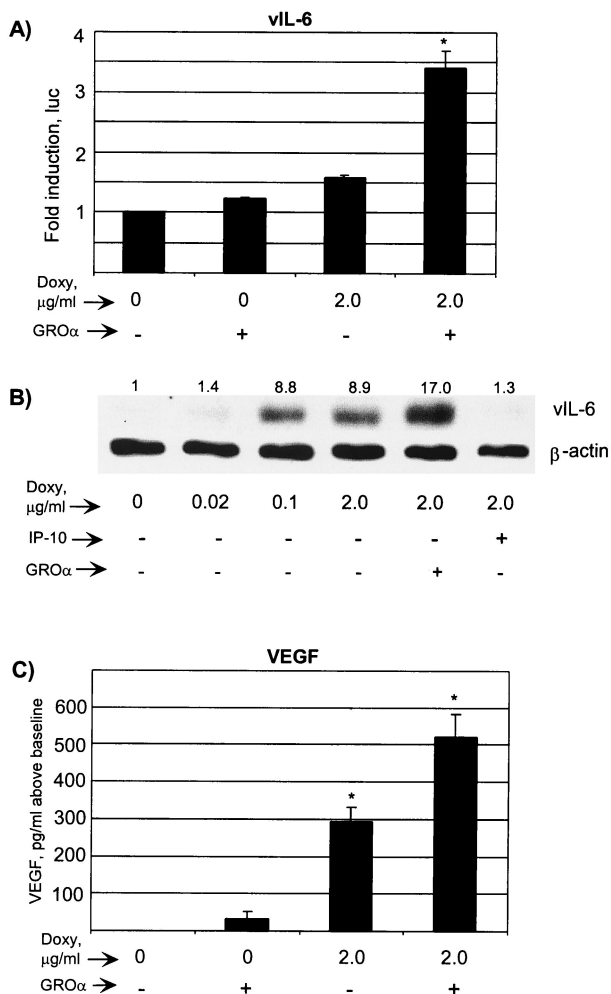 A)
vIL-6
Fold induction, luc
4
3
2
1
Doxy,
µg/ml → 0 0 2.0 2.0
GROα → - + - +
*
B)
1 1.4 8.8 8.9 17.0 1.3
vIL-6
β-actin
Doxy,
µg/ml → 0 0.02 0.1 2.0 2.0 2.0
IP-10 → - - - - - +
GROα → - - - - + -
C)
VEGF
VEGF, pg/ml above baseline
600
500
400
300
200
100
* *
Doxy,
µg/ml → 0 0 2.0 2.0
GROα → - + - +